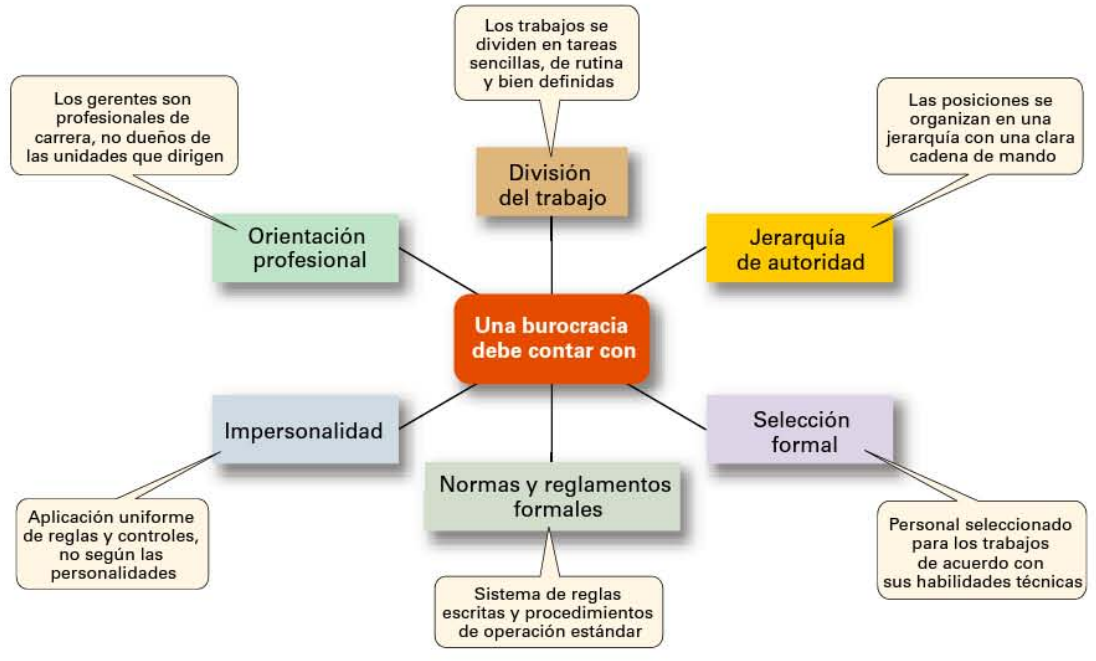 Los trabajos se
dividen en tareas
sencillas, de rutina
y bien definidas
Los gerentes son
profesionales de
carrera, no dueños de
las unidades que dirigen
Las posiciones se
organizan en una
jerarquía con una clara
cadena de mando
División
del trabajo
Orientación
profesional
Jerarquía
de autoridad
Una burocracia
debe contar con
Impersonalidad
Selección
formal
Normas y reglamentos
formales
Aplicación uniforme
de reglas y controles,
no según las
personalidades
Personal seleccionado
para los trabajos
de acuerdo con
sus habilidades técnicas
Sistema de reglas
escritas y procedimientos
de operación estándar